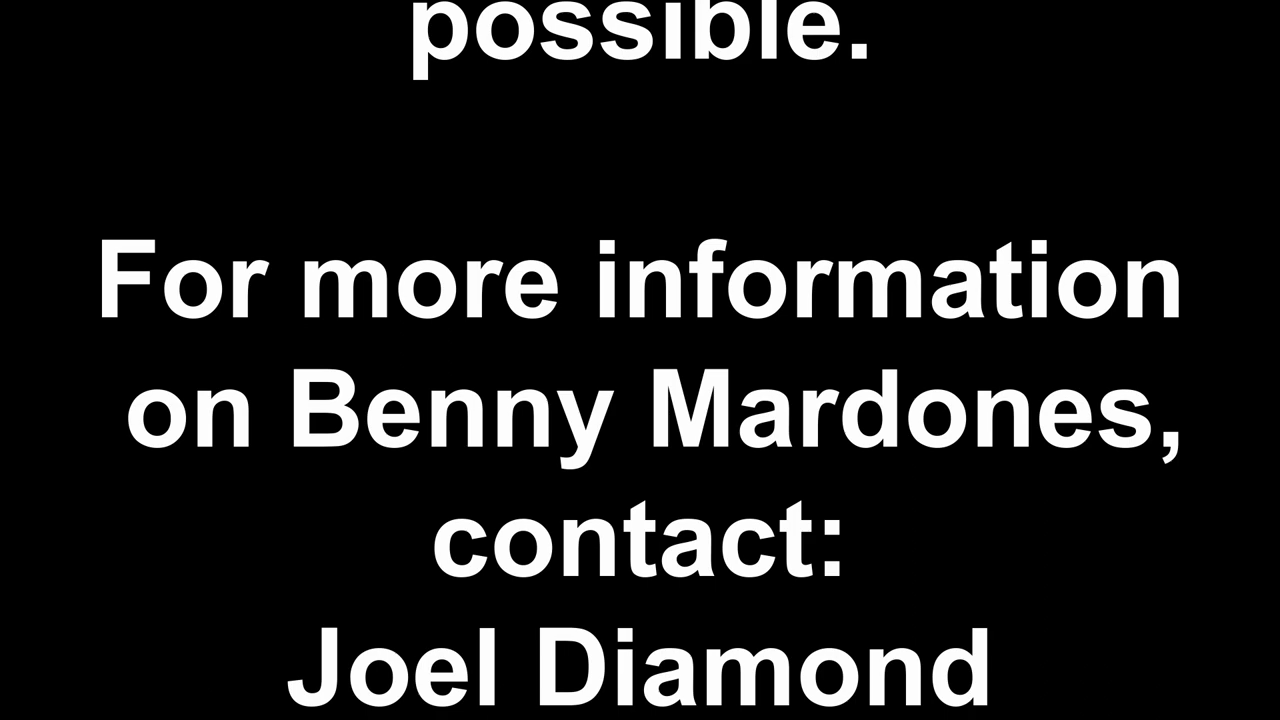 possible.
For more information
on Benny Mardones,
contact:
Joel Diamond